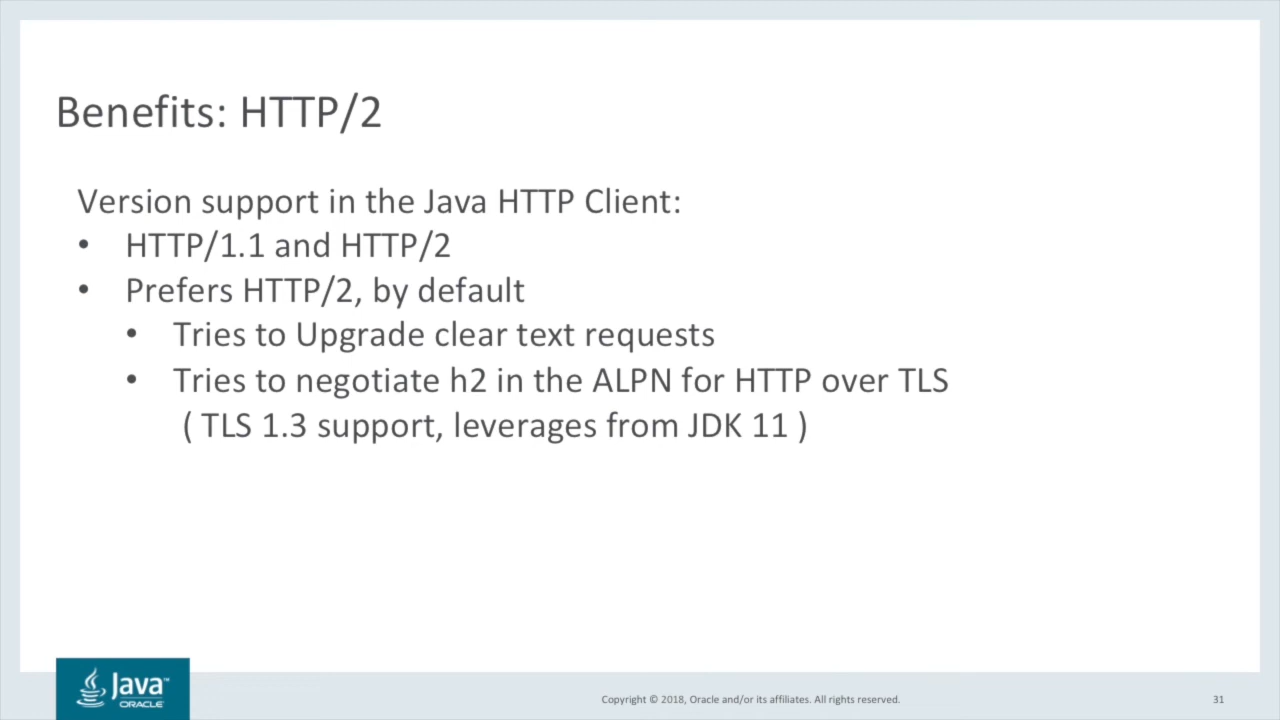 Benefits: HTTP/2
Version support in the Java HTTP Client:
• HTTP/1.1 and HTTP/2
• Prefers HTTP/2, by default
• Tries to Upgrade clear text requests
• Tries to negotiate h2 in the ALPN for HTTP over TLS
( TLS 1.3 support, leverages from JDK 11 )
Java™
ORACLE
Copyright © 2018, Oracle and/or its affiliates. All rights reserved.
31